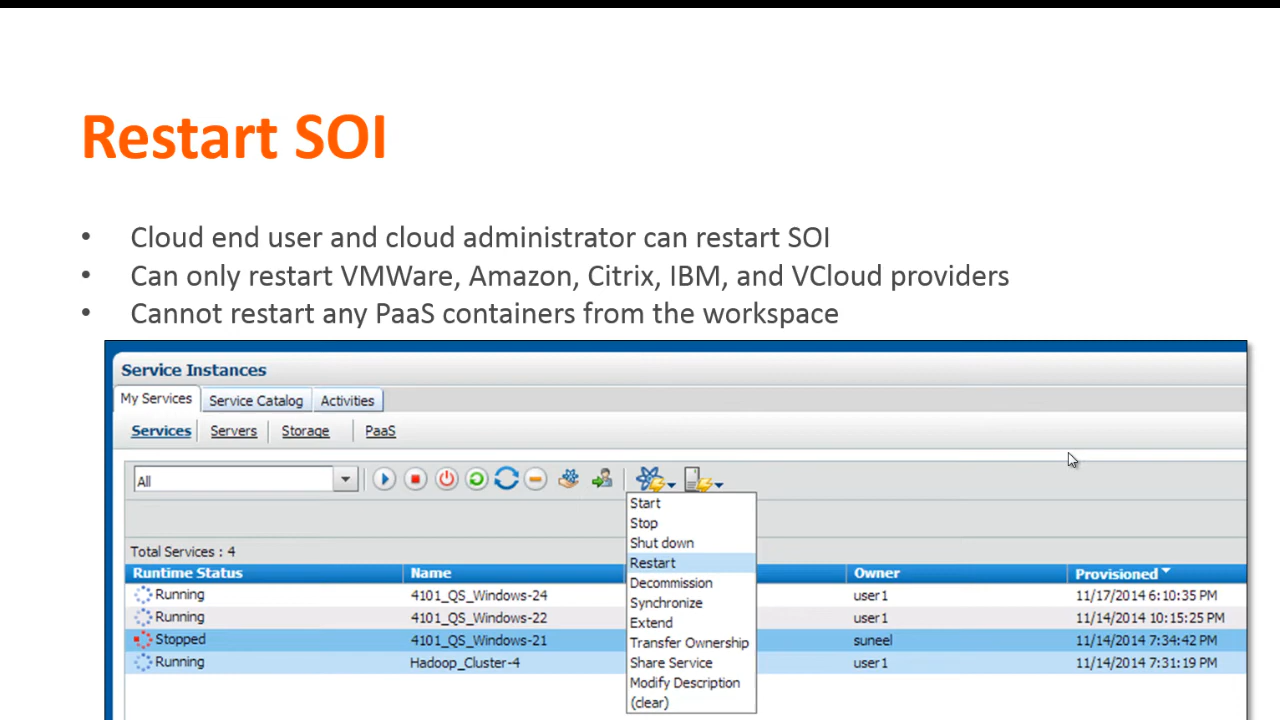 Restart SOI
• Cloud end user and cloud administrator can restart SOI
• Can only restart VMWare, Amazon, Citrix, IBM, and VCloud providers
• Cannot restart any PaaS containers from the workspace
Service Instances
My Services Service Catalog Activities
Services Servers Storage PaaS
All
Start
Stop
Shut down
Restart
Decommission
Synchronize
Extend
Transfer Ownership
Share Service
Modify Description
(clear)
Total Services : 4
Runtime Status Name Owner Provisioned
Running 4101_QS_Windows-24 user1 11/17/2014 6:10:35 PM
Running 4101_QS_Windows-22 user1 11/14/2014 10:15:25 PM
Stopped 4101_QS_Windows-21 suneel 11/14/2014 7:34:42 PM
Running Hadoop_Cluster-4 user1 11/14/2014 7:31:19 PM